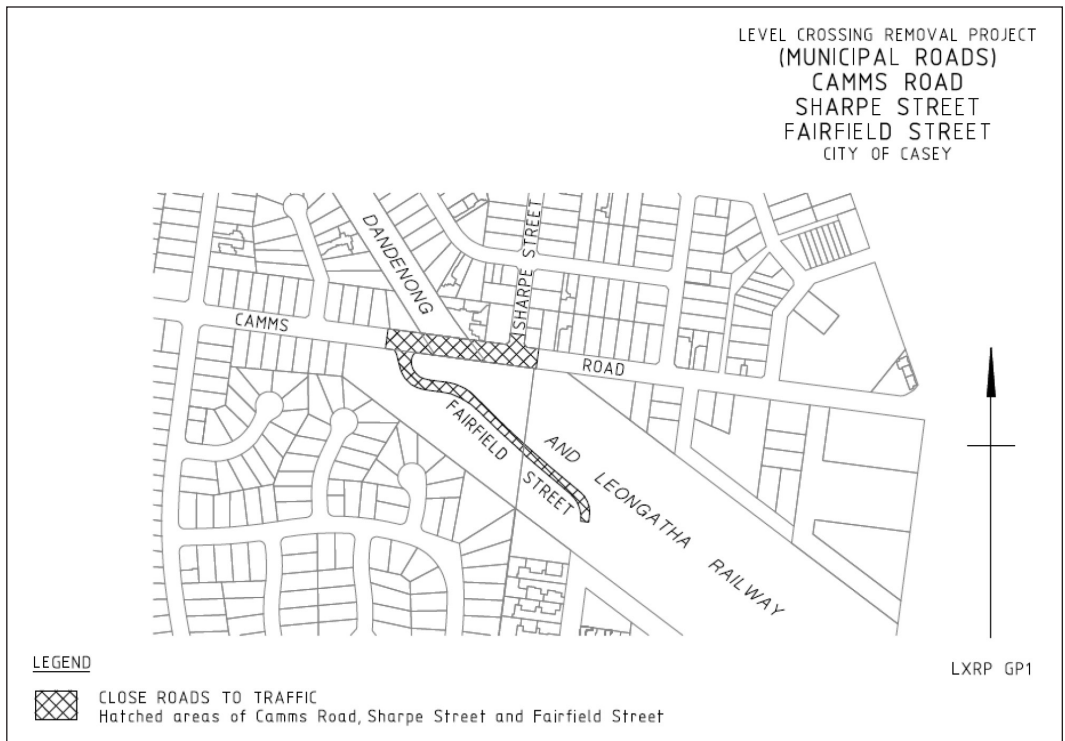 LEVEL CROSSING REMOVAL PROJECT
(MUNICIPAL ROADS)
CAMMS ROAD
SHARPE STREET
FAIRFIELD STREET
CITY OF CASEY
DANDENONG
SHARPE STREET
CAMMS
ROAD
FAIRFIELD STREET
AND LEONGATHA RAILWAY
LEGEND
LXRP GP1
CLOSE ROADS TO TRAFFIC
Hatched areas of Camms Road, Sharpe Street and Fairfield Street